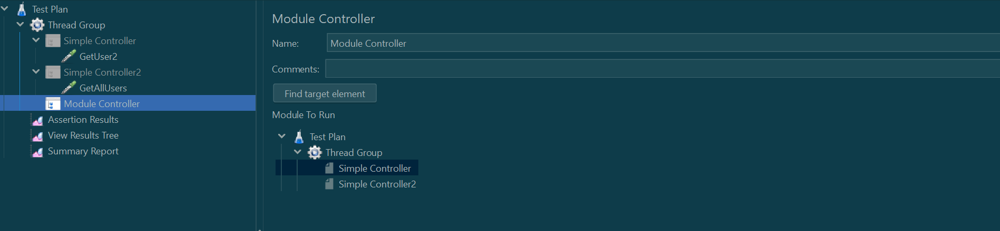 Test Plan
Thread Group
Simple Controller
GetUser2
Simple Controller2
GetAllUsers
Module Controller
Assertion Results
View Results Tree
Summary Report
Module Controller
Name: Module Controller
Comments:
Find target element
Module To Run
Test Plan
Thread Group
Simple Controller
Simple Controller2